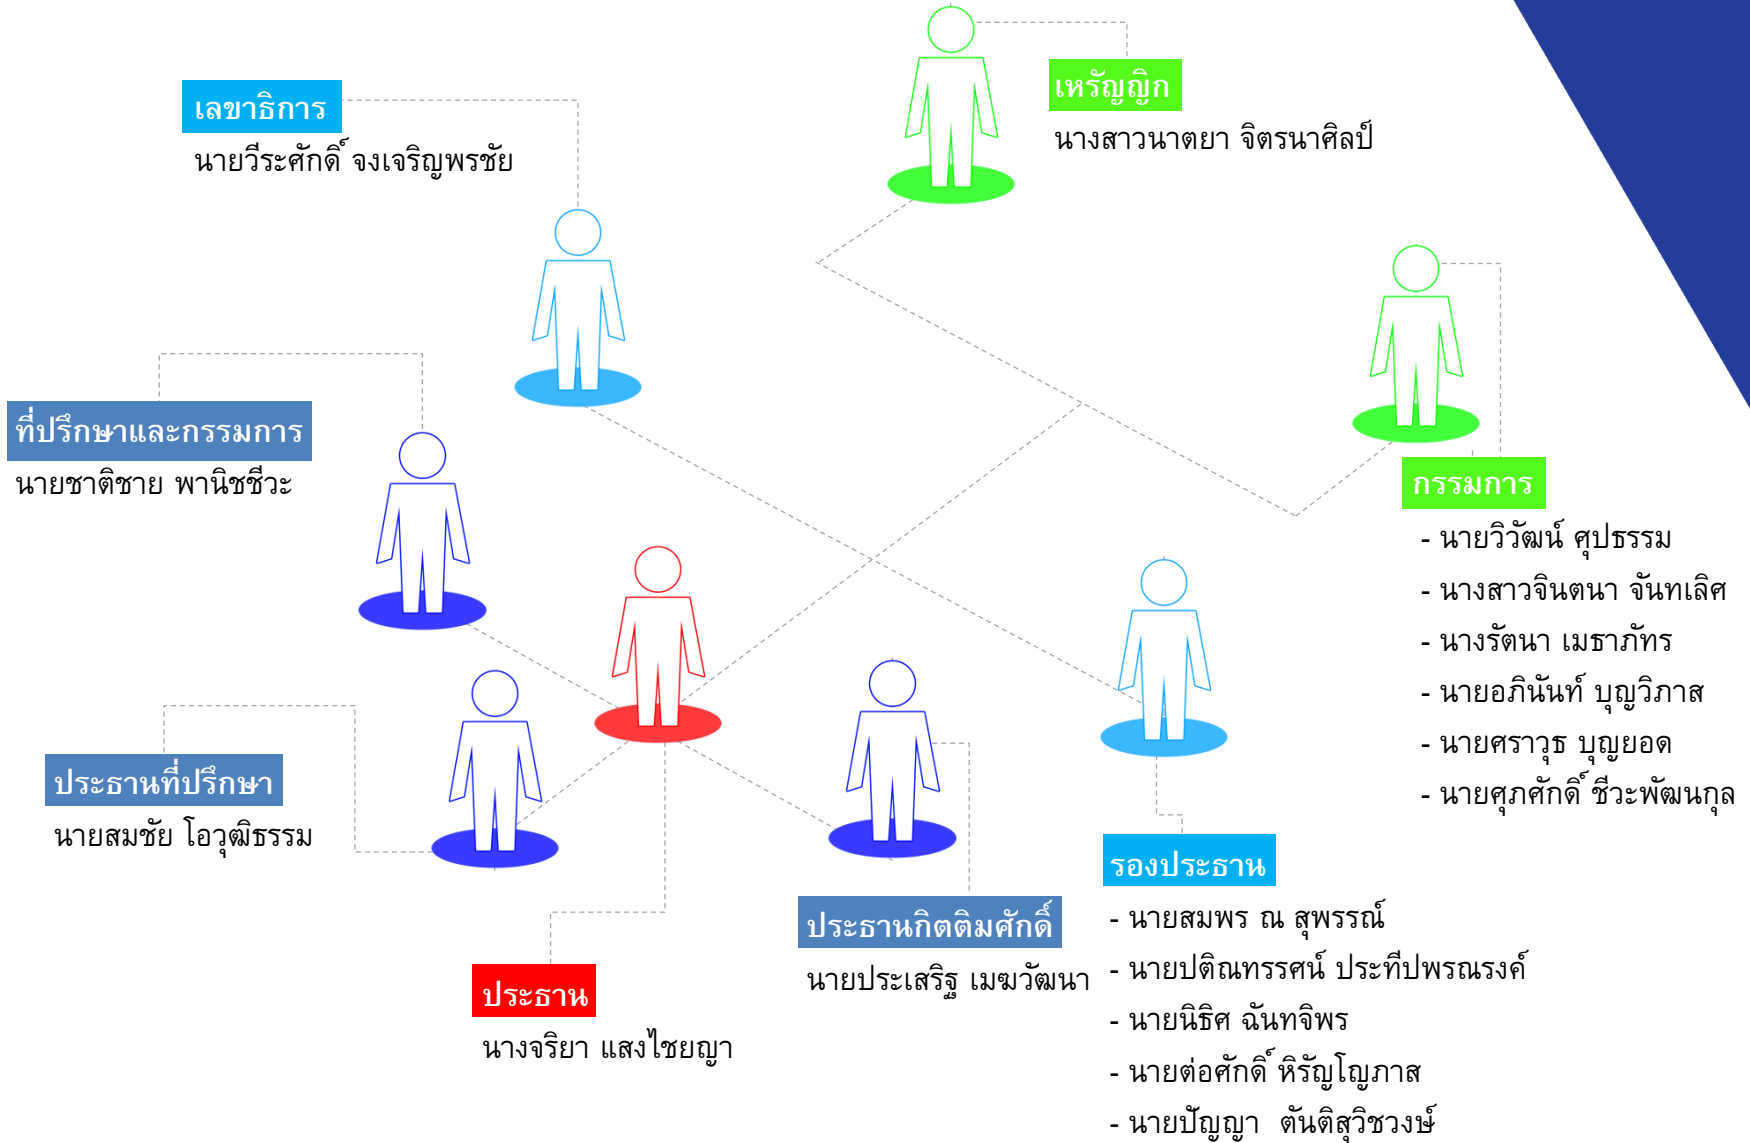 เหรัญญิก
นางสาวนาตยา จิตรนาศิลป์
เลขาธิการ
นายวีระศักดิ์ จงเจริญพรชัย
ที่ปรึกษาและกรรมการ
นายชาติชาย พานิชชีวะ
กรรมการ
- นายวิวัฒน์ ศุปธรรม
- นางสาวจินตนา จันทเลิศ
- นางรัตนา เมธาภัทร
- นายอภินันท์ บุญวิภาส
- นายศราวุธ บุญยอด
- นายศุภศักดิ์ ชีวะพัฒนกุล
ประธานที่ปรึกษา
นายสมชัย โอวุฒิธรรม
รองประธาน
- นายสมพร ณ สุพรรณ์
- นายปติณทรรศน์ ประทีปพรณรงค์
- นายนิธิศ ฉันทจิพร
- นายต่อศักดิ์ หิรัญโญภาส
- นายปัญญา ตันติสุวิชวงษ์
ประธานกิตติมศักดิ์
นายประเสริฐ เมฆวัฒนา
ประธาน
นางจริยา แสงไชยญา